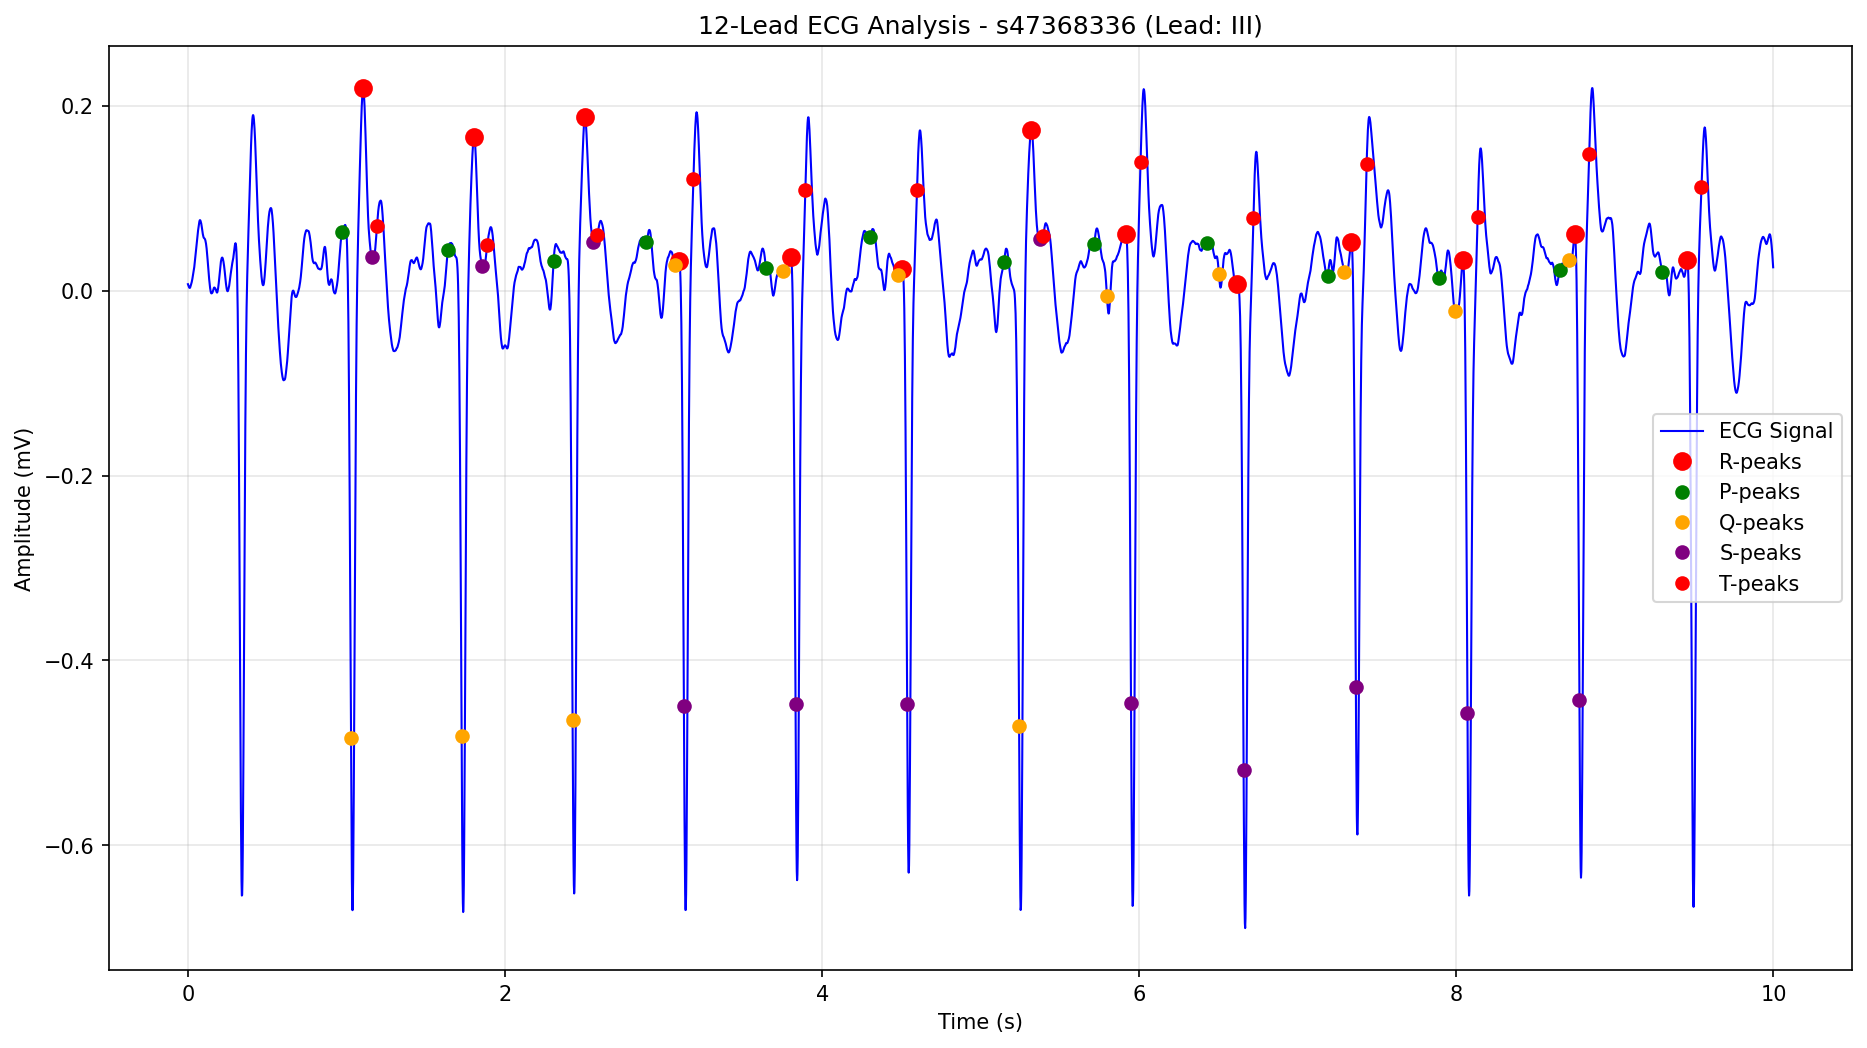 12-Lead ECG Analysis - s47368336 (Lead: III)
Amplitude (mV)
0.2
0.0
−0.2
−0.4
−0.6
ECG Signal
R-peaks
P-peaks
Q-peaks
S-peaks
T-peaks
0 2 4 6 8 10
Time (s)